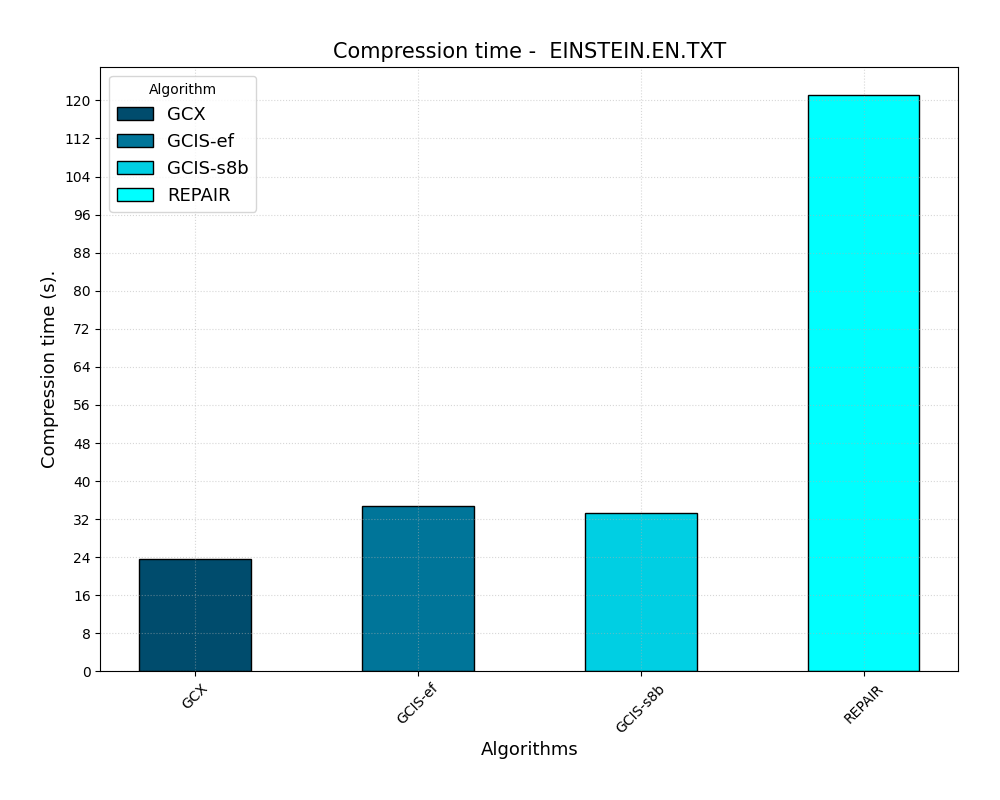 Compression time -  EINSTEIN.EN.TXT
Algorithm
GCX
GCIS-ef
GCIS-s8b
REPAIR
Compression time (s).
120
112
104
96
88
80
72
64
56
48
40
32
24
16
8
0
GCX
GCIS-ef
GCIS-s8b
REPAIR
Algorithms